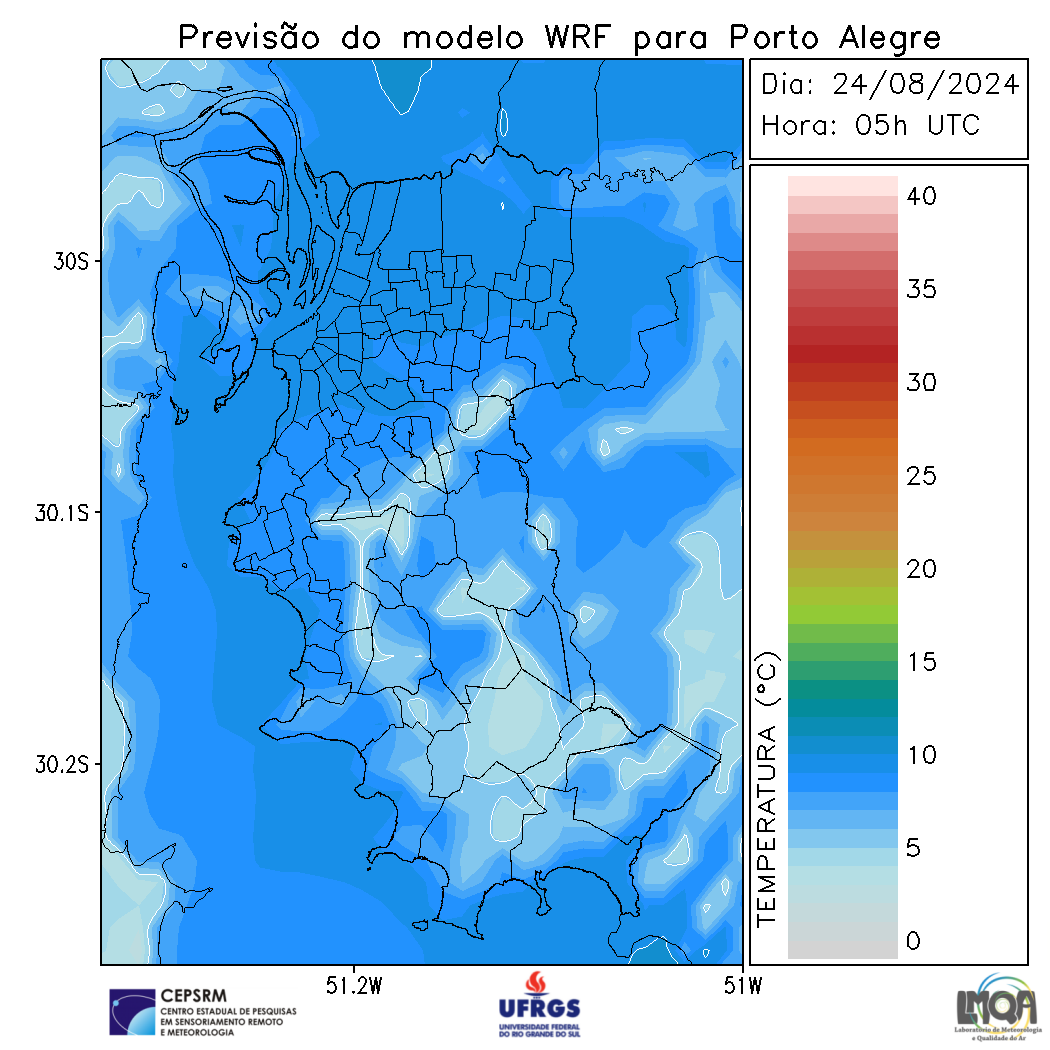 Previsão do modelo WRF para Porto Alegre
Dia: 24/08/2024
Hora: 05h UTC
30S
30.1S
30.2S
51.2W
51W
TEMPERATURA (°C)
40
35
30
25
20
15
10
5
0
CEPSRM
CENTRO ESTADUAL DE PESQUISAS
EM SENSORIAMENTO REMOTO
E METEOROLOGIA
UFRGS
UNIVERSIDADE FEDERAL
DO RIO GRANDE DO SUL
LMQA
Laboratório de Meteorologia
e Qualidade do Ar